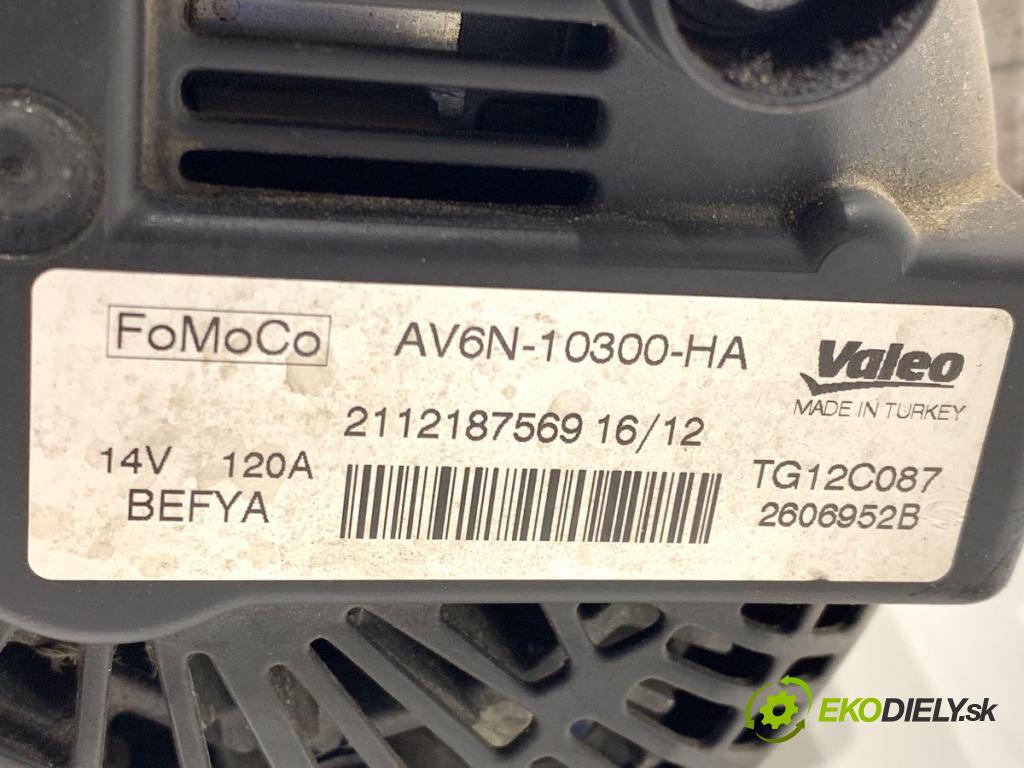 FoMoCo AV6N-10300-HA Valeo
MADE IN TURKEY
2112187569 16/12
14V 120A TG12C087
BEFYA 2606952B
EKODIELY.sk